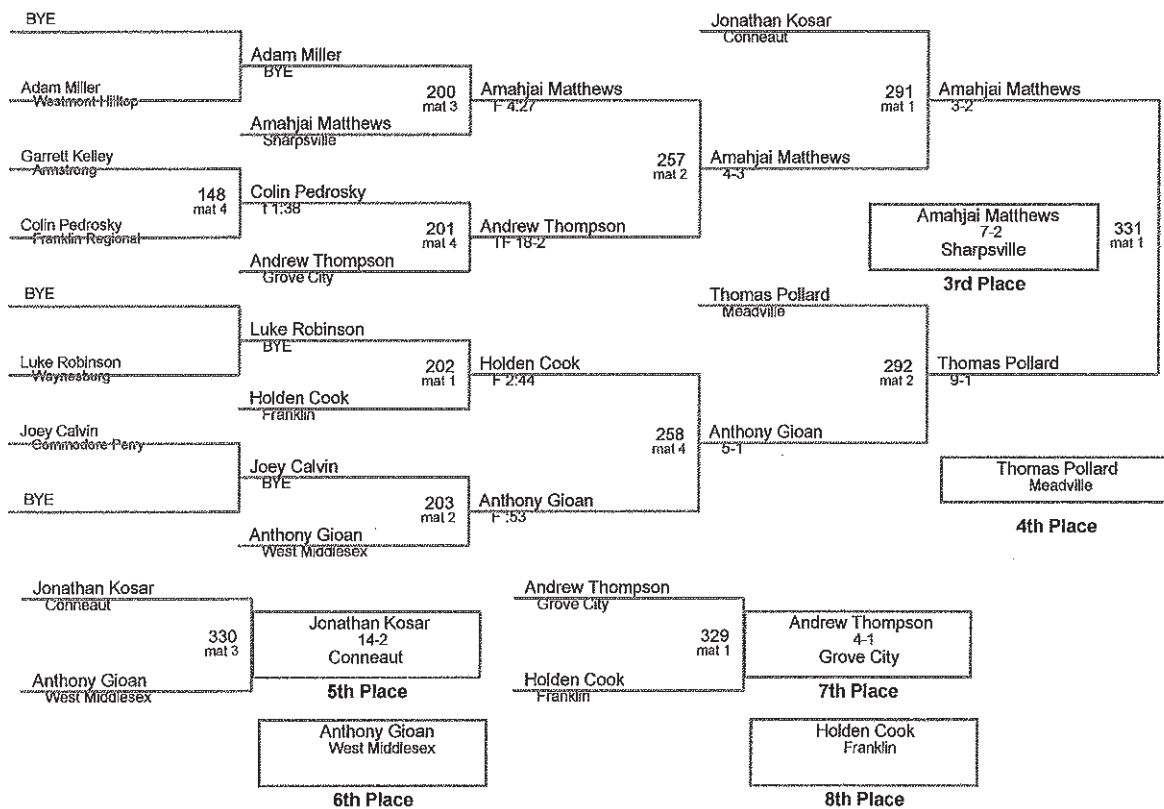 BYE
Adam Miller
Westmont Hilltop
Garrett Kelley
Armstrong
148
mat 4
Colin Pedrosky
Franklin Regional
BYE
Luke Robinson
Waynesburg
Joey Calvin
Commodore Perry
BYE
Adam Miller
BYE
200
mat 3
Amahjai Matthews
Sharpsville
Colin Pedrosky
f 1:38
201
mat 4
Andrew Thompson
Grove City
Luke Robinson
BYE
202
mat 1
Holden Cook
Franklin
Joey Calvin
BYE
203
mat 2
Anthony Gioan
West Middlesex
Amahjai Matthews
F 4:27
257
mat 2
Andrew Thompson
TF 18-2
Holden Cook
F 2:44
258
mat 4
Anthony Gioan
F :53
Jonathan Kosar
Conneaut
291
mat 1
Amahjai Matthews
4-3
Thomas Pollard
Meadville
292
mat 2
Anthony Gioan
5-1
Amahjai Matthews
3-2
331
mat 1
Thomas Pollard
9-1
Amahjai Matthews
7-2
Sharpsville
3rd Place
Thomas Pollard
Meadville
4th Place
Jonathan Kosar
Conneaut
330
mat 3
Anthony Gioan
West Middlesex
Jonathan Kosar
14-2
Conneaut
5th Place
Anthony Gioan
West Middlesex
6th Place
Andrew Thompson
Grove City
329
mat 1
Holden Cook
Franklin
Andrew Thompson
4-1
Grove City
7th Place
Holden Cook
Franklin
8th Place